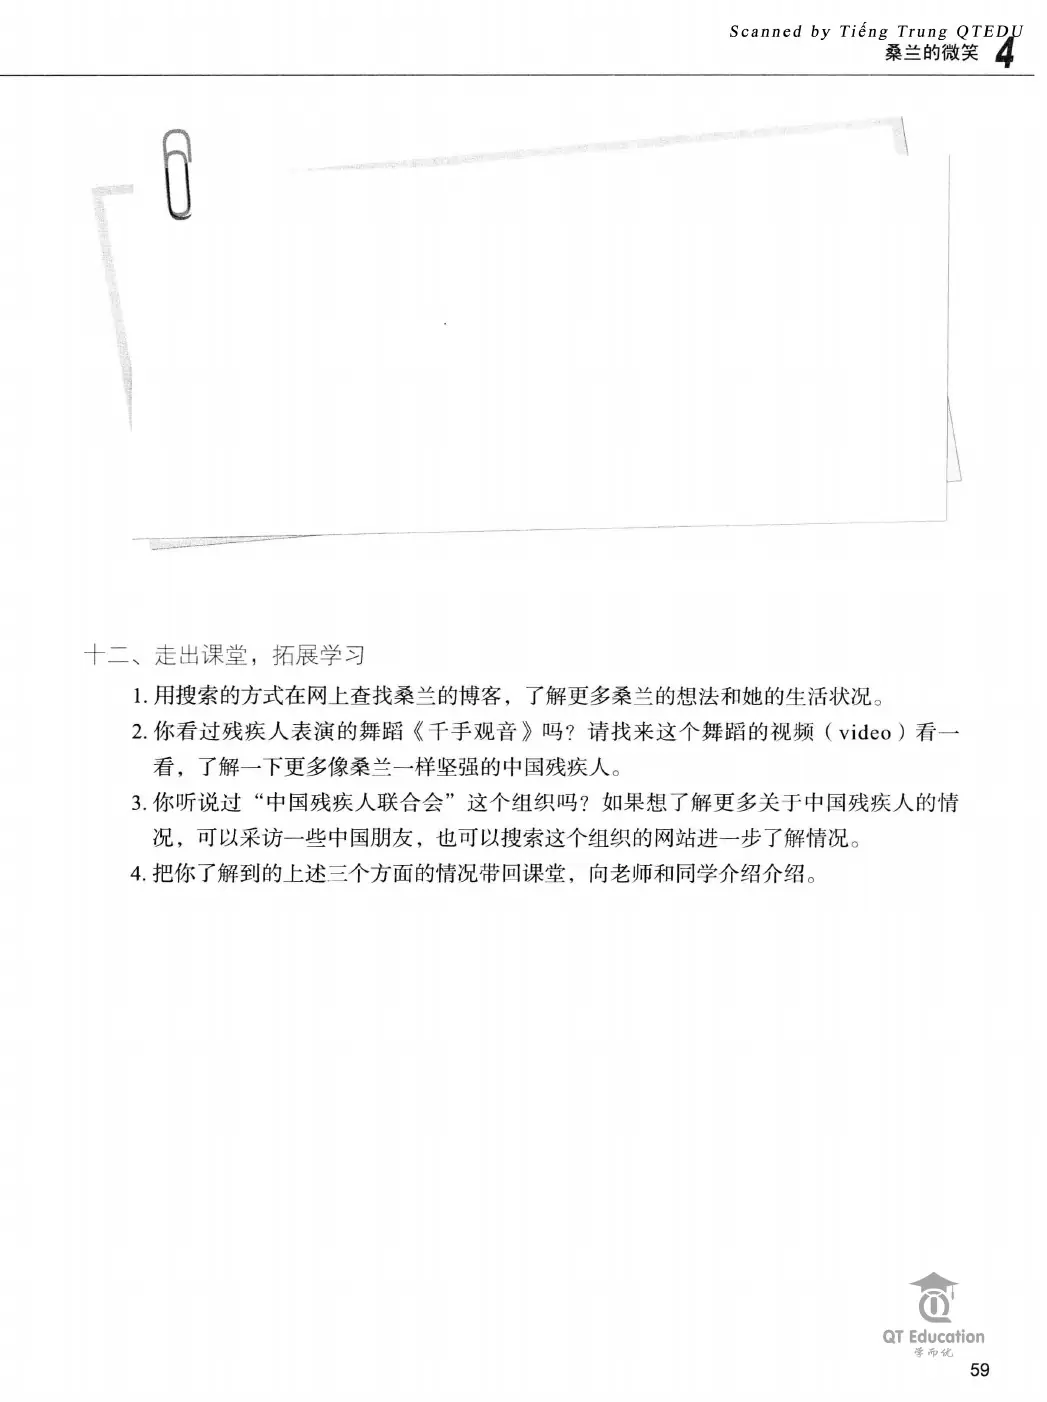 Scanned by Tiếng Trung QTEDU
桑兰的微笑 4
十二、走出课堂，拓展学习
1. 用搜索的方式在网上查找桑兰的博客，了解更多桑兰的想法和她的生活状况。
2. 你看过残疾人表演的舞蹈《千手观音》吗？请找来这个舞蹈的视频（video）看一
看，了解一下更多像桑兰一样坚强的中国残疾人。
3. 你听说过“中国残疾人联合会”这个组织吗？如果想了解更多关于中国残疾人的情
况，可以采访一些中国朋友，也可以搜索这个组织的网站进一步了解情况。
4. 把你了解到的上述三个方面的情况带回课堂，向老师和同学介绍介绍。
QT Education
学而优
59